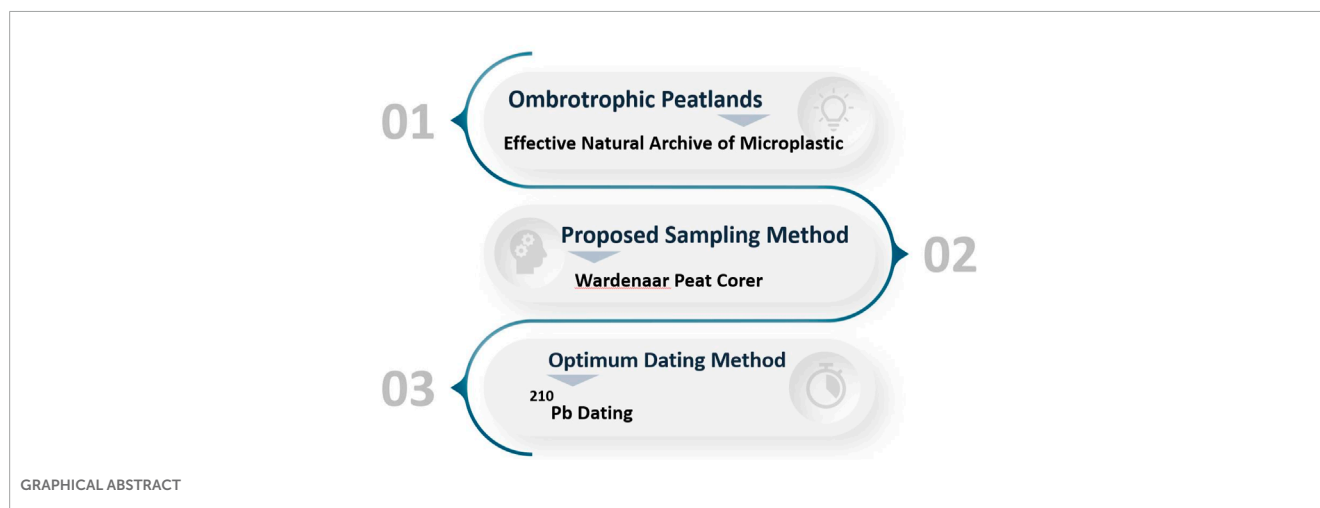 01
Ombrotrophic Peatlands
Effective Natural Archive of Microplastic
Proposed Sampling Method
Wardenaar Peat Corer
02
03
Optimum Dating Method
210
Pb Dating
GRAPHICAL ABSTRACT